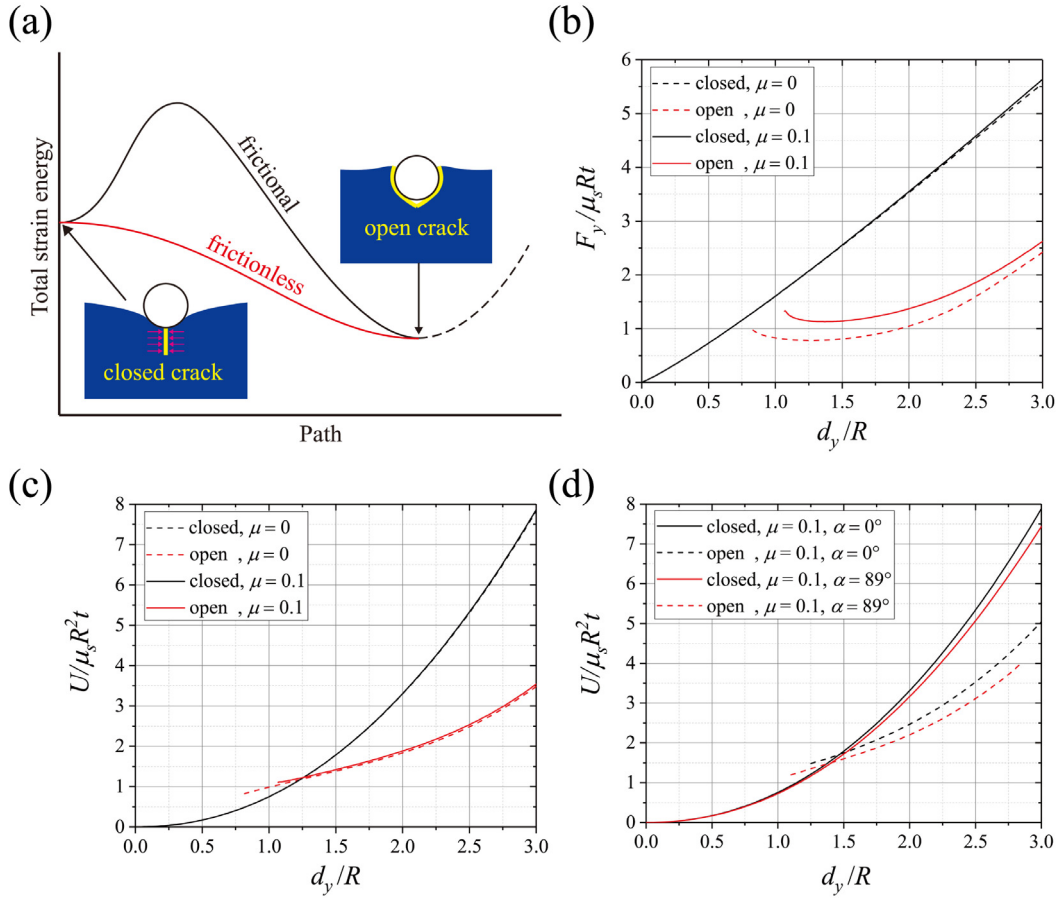 (a)
Total strain energy
frictional
frictionless
open crack
closed crack
Path
(b)
6
5
4
3
2
1
0
F_y/μ_sRt
closed, μ = 0
open , μ = 0
closed, μ = 0.1
open , μ = 0.1
0.0 0.5 1.0 1.5 2.0 2.5 3.0
d_y/R
(c)
8
7
6
5
4
3
2
1
0
U/μ_sR²t
closed, μ = 0
open , μ = 0
closed, μ = 0.1
open , μ = 0.1
0.0 0.5 1.0 1.5 2.0 2.5 3.0
d_y/R
(d)
8
7
6
5
4
3
2
1
0
U/μ_sR²t
closed, μ = 0.1, α = 0°
open , μ = 0.1, α = 0°
closed, μ = 0.1, α = 89°
open , μ = 0.1, α = 89°
0.0 0.5 1.0 1.5 2.0 2.5 3.0
d_y/R